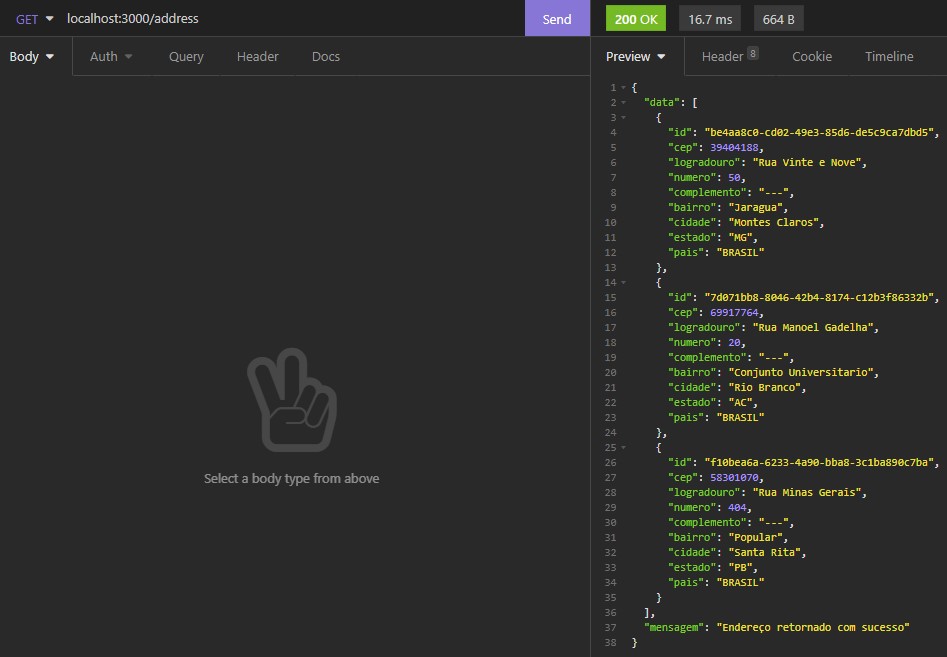 GET localhost:3000/address Send 200 OK 16.7 ms 664 B
Body Auth Query Header Docs Preview Header 8 Cookie Timeline
Select a body type from above
1 {
2 "data": [
3 {
4 "id": "be4aa8c0-cd02-49e3-85d6-de5c9ca7dbd5",
5 "cep": 39404188,
6 "logradouro": "Rua Vinte e Nove",
7 "numero": 50,
8 "complemento": "---",
9 "bairro": "Jaragua",
10 "cidade": "Montes Claros",
11 "estado": "MG",
12 "pais": "BRASIL"
13 },
14 {
15 "id": "7d071bb8-8046-42b4-8174-c12b3f86332b",
16 "cep": 69917764,
17 "logradouro": "Rua Manoel Gadelha",
18 "numero": 20,
19 "complemento": "---",
20 "bairro": "Conjunto Universitario",
21 "cidade": "Rio Branco",
22 "estado": "AC",
23 "pais": "BRASIL"
24 },
25 {
26 "id": "f10bea6a-6233-4a90-bba8-3c1ba890c7ba",
27 "cep": 58301070,
28 "logradouro": "Rua Minas Gerais",
29 "numero": 404,
30 "complemento": "---",
31 "bairro": "Popular",
32 "cidade": "Santa Rita",
33 "estado": "PB",
34 "pais": "BRASIL"
35 }
36 ],
37 "mensagem": "Endereço retornado com sucesso"
38 }